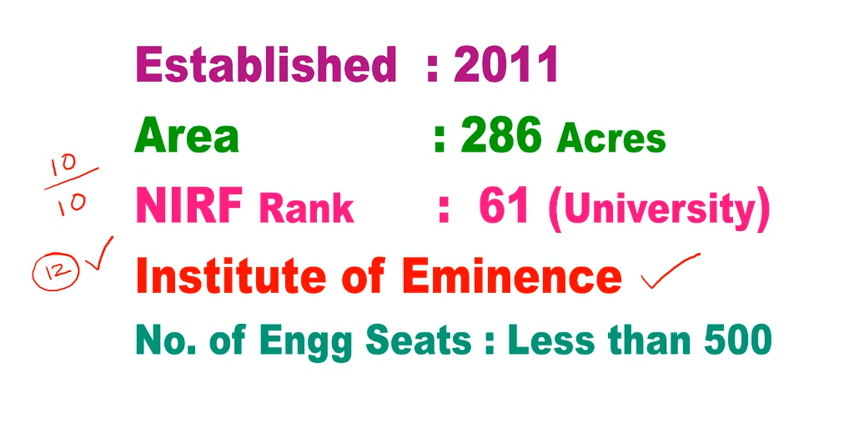 Established : 2011
Area : 286 Acres
10
10
NIRF Rank : 61 (University)
12
Institute of Eminence
No. of Engg Seats : Less than 500